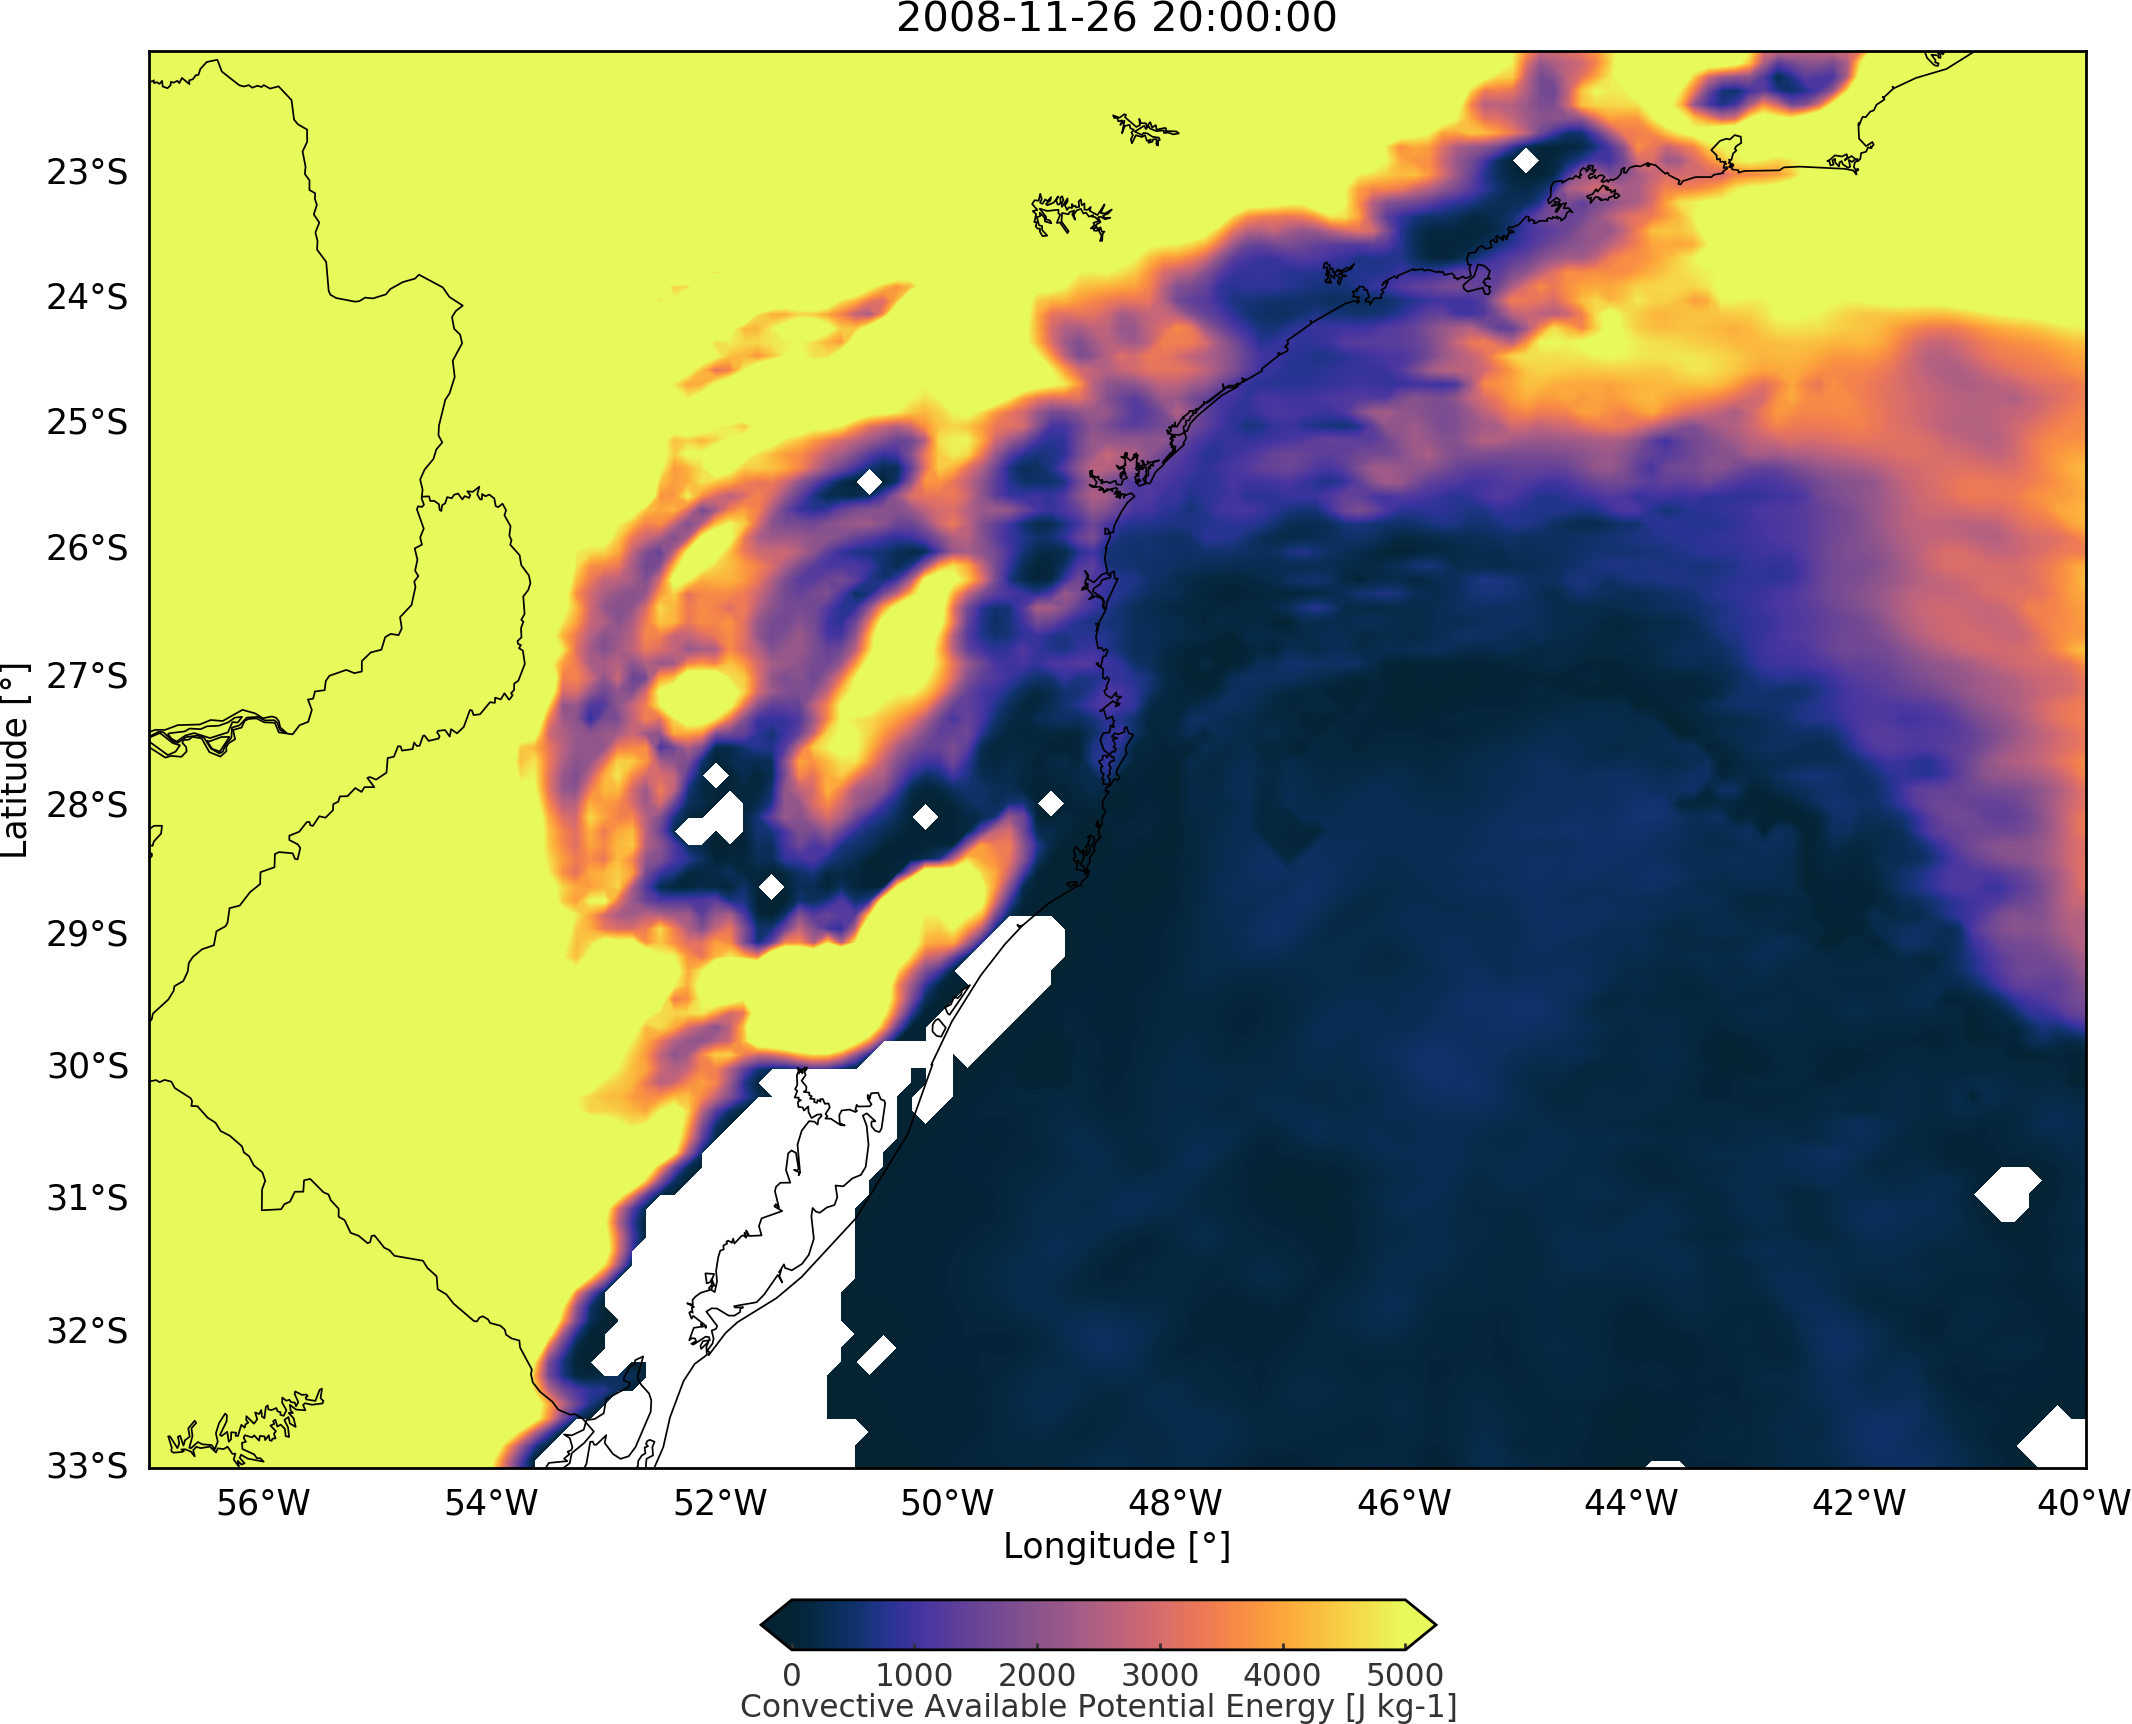 2008-11-26 20:00:00
23°S
24°S
25°S
26°S
27°S
28°S
29°S
30°S
31°S
32°S
33°S
Latitude [°]
56°W 54°W 52°W 50°W 48°W 46°W 44°W 42°W 40°W
Longitude [°]
0 1000 2000 3000 4000 5000
Convective Available Potential Energy [J kg-1]